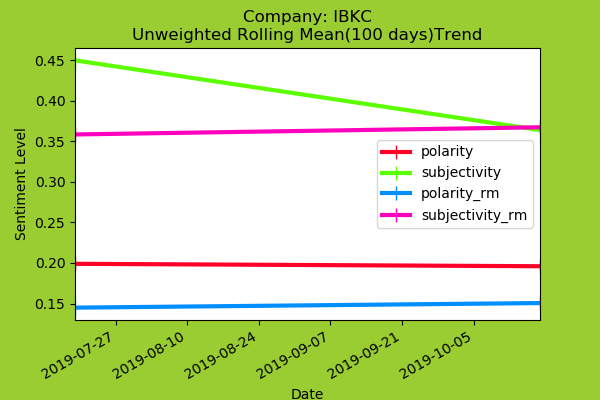 Company: IBKC
Unweighted Rolling Mean(100 days)Trend
Sentiment Level
0.45
0.40
0.35
0.30
0.25
0.20
0.15
polarity
subjectivity
polarity_rm
subjectivity_rm
2019-07-27
2019-08-10
2019-08-24
2019-09-07
2019-09-21
2019-10-05
Date